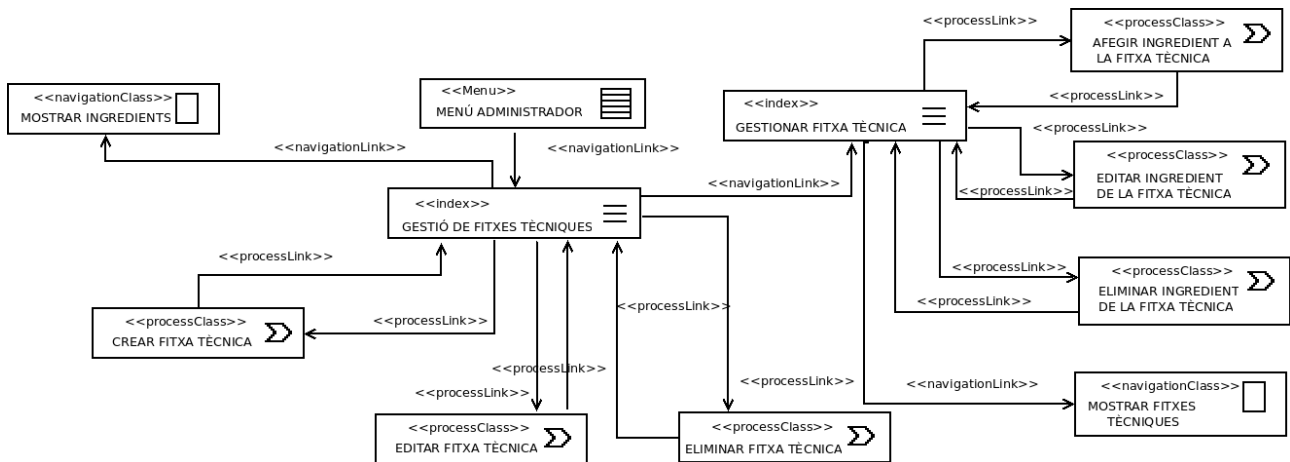 <<processLink>>
<<processClass>>
AFEGIR INGREDIENT A
LA FITXA TÈCNICA
<<navigationClass>>
MOSTRAR INGREDIENTS
<<Menu>>
MENÚ ADMINISTRADOR
<<index>>
GESTIONAR FITXA TÈCNICA
<<processLink>>
<<processLink>>
<<navigationLink>>
<<navigationLink>>
<<processClass>>
EDITAR INGREDIENT
DE LA FITXA TÈCNICA
<<navigationLink>>
<<processLink>>
<<index>>
GESTIÓ DE FITXES TÈCNIQUES
<<processLink>>
<<processLink>>
<<processClass>>
ELIMINAR INGREDIENT
DE LA FITXA TÈCNICA
<<processLink>>
<<processClass>>
CREAR FITXA TÈCNICA
<<processLink>>
<<processLink>>
<<processLink>>
<<processLink>>
<<processLink>>
<<navigationLink>>
<<navigationClass>>
MOSTRAR FITXES
TÈCNIQUES
<<processClass>>
EDITAR FITXA TÈCNICA
<<processClass>>
ELIMINAR FITXA TÈCNICA